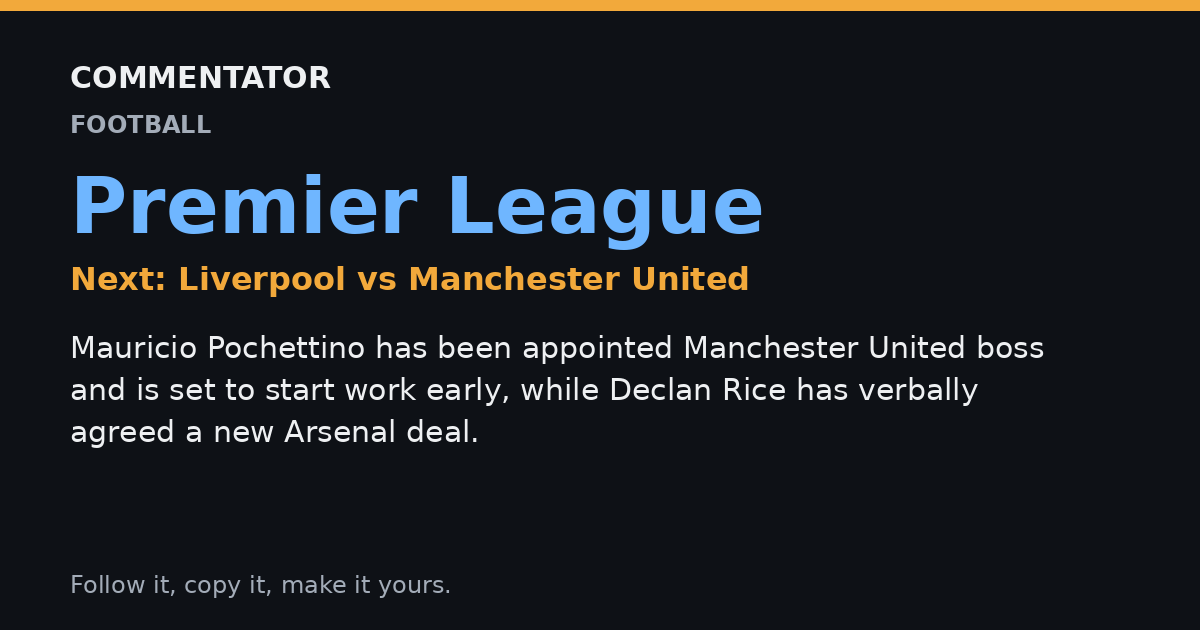 COMMENTATOR
FOOTBALL
Premier League
Next: Liverpool vs Manchester United
Mauricio Pochettino has been appointed Manchester United boss
and is set to start work early, while Declan Rice has verbally
agreed a new Arsenal deal.
Follow it, copy it, make it yours.